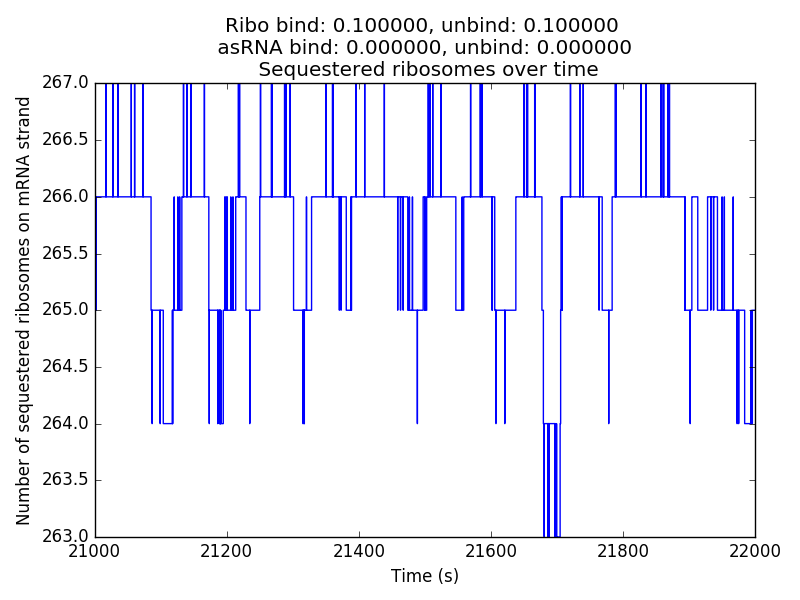 Ribo bind: 0.100000, unbind: 0.100000
asRNA bind: 0.000000, unbind: 0.000000
Sequestered ribosomes over time
Number of sequestered ribosomes on mRNA strand
267.0
266.5
266.0
265.5
265.0
264.5
264.0
263.5
263.0
21000 21200 21400 21600 21800 22000
Time (s)